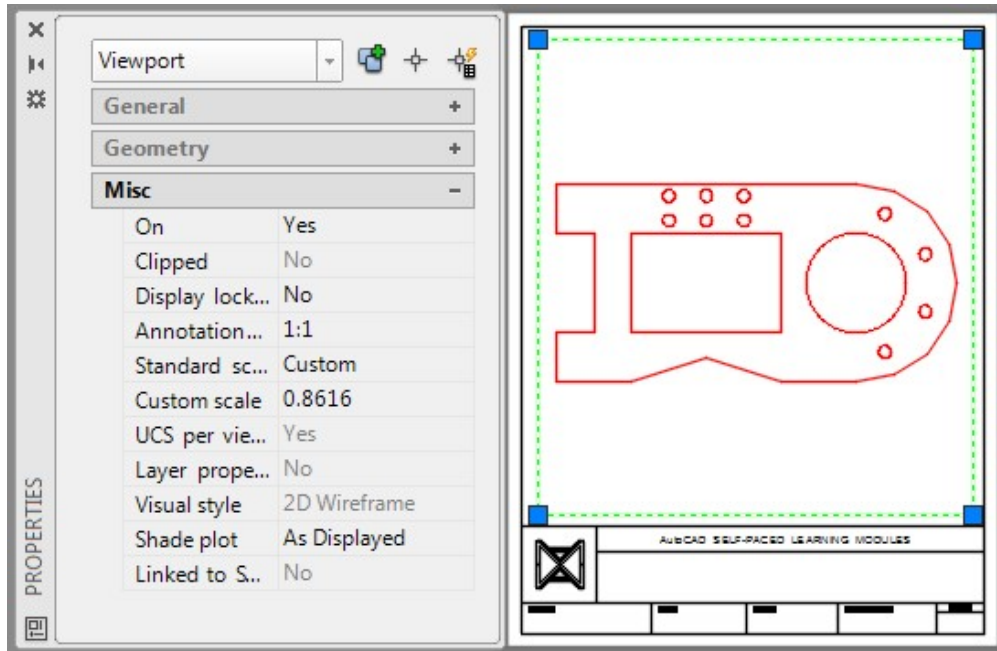 Viewport
General
Geometry
Misc
On Yes
Clipped No
Display lock... No
Annotation... 1:1
Standard sc... Custom
Custom scale 0.8616
UCS per vie... Yes
Layer prope... No
Visual style 2D Wireframe
Shade plot As Displayed
Linked to S... No
PROPERTIES
AutoCAD SELF-PACED LEARNING MODULES